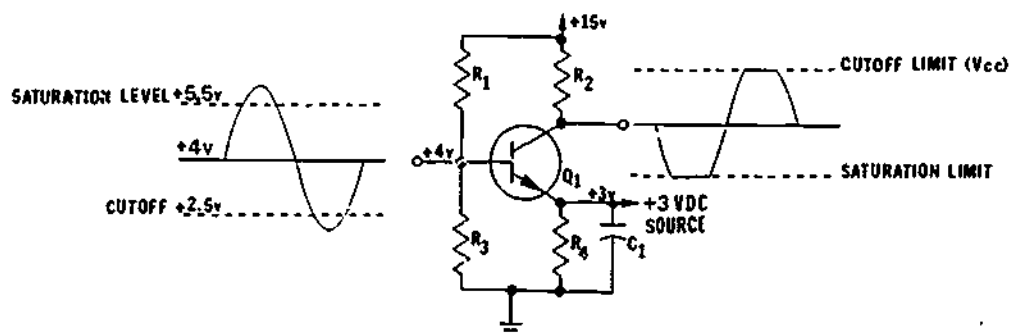 +15v
CUTOFF LIMIT (Vcc)
R1
R2
SATURATION LEVEL +5.5v
+4v
+4v
Q1
SATURATION LIMIT
+3v
+3 VDC
SOURCE
CUTOFF +2.5v
R3
R4
C1